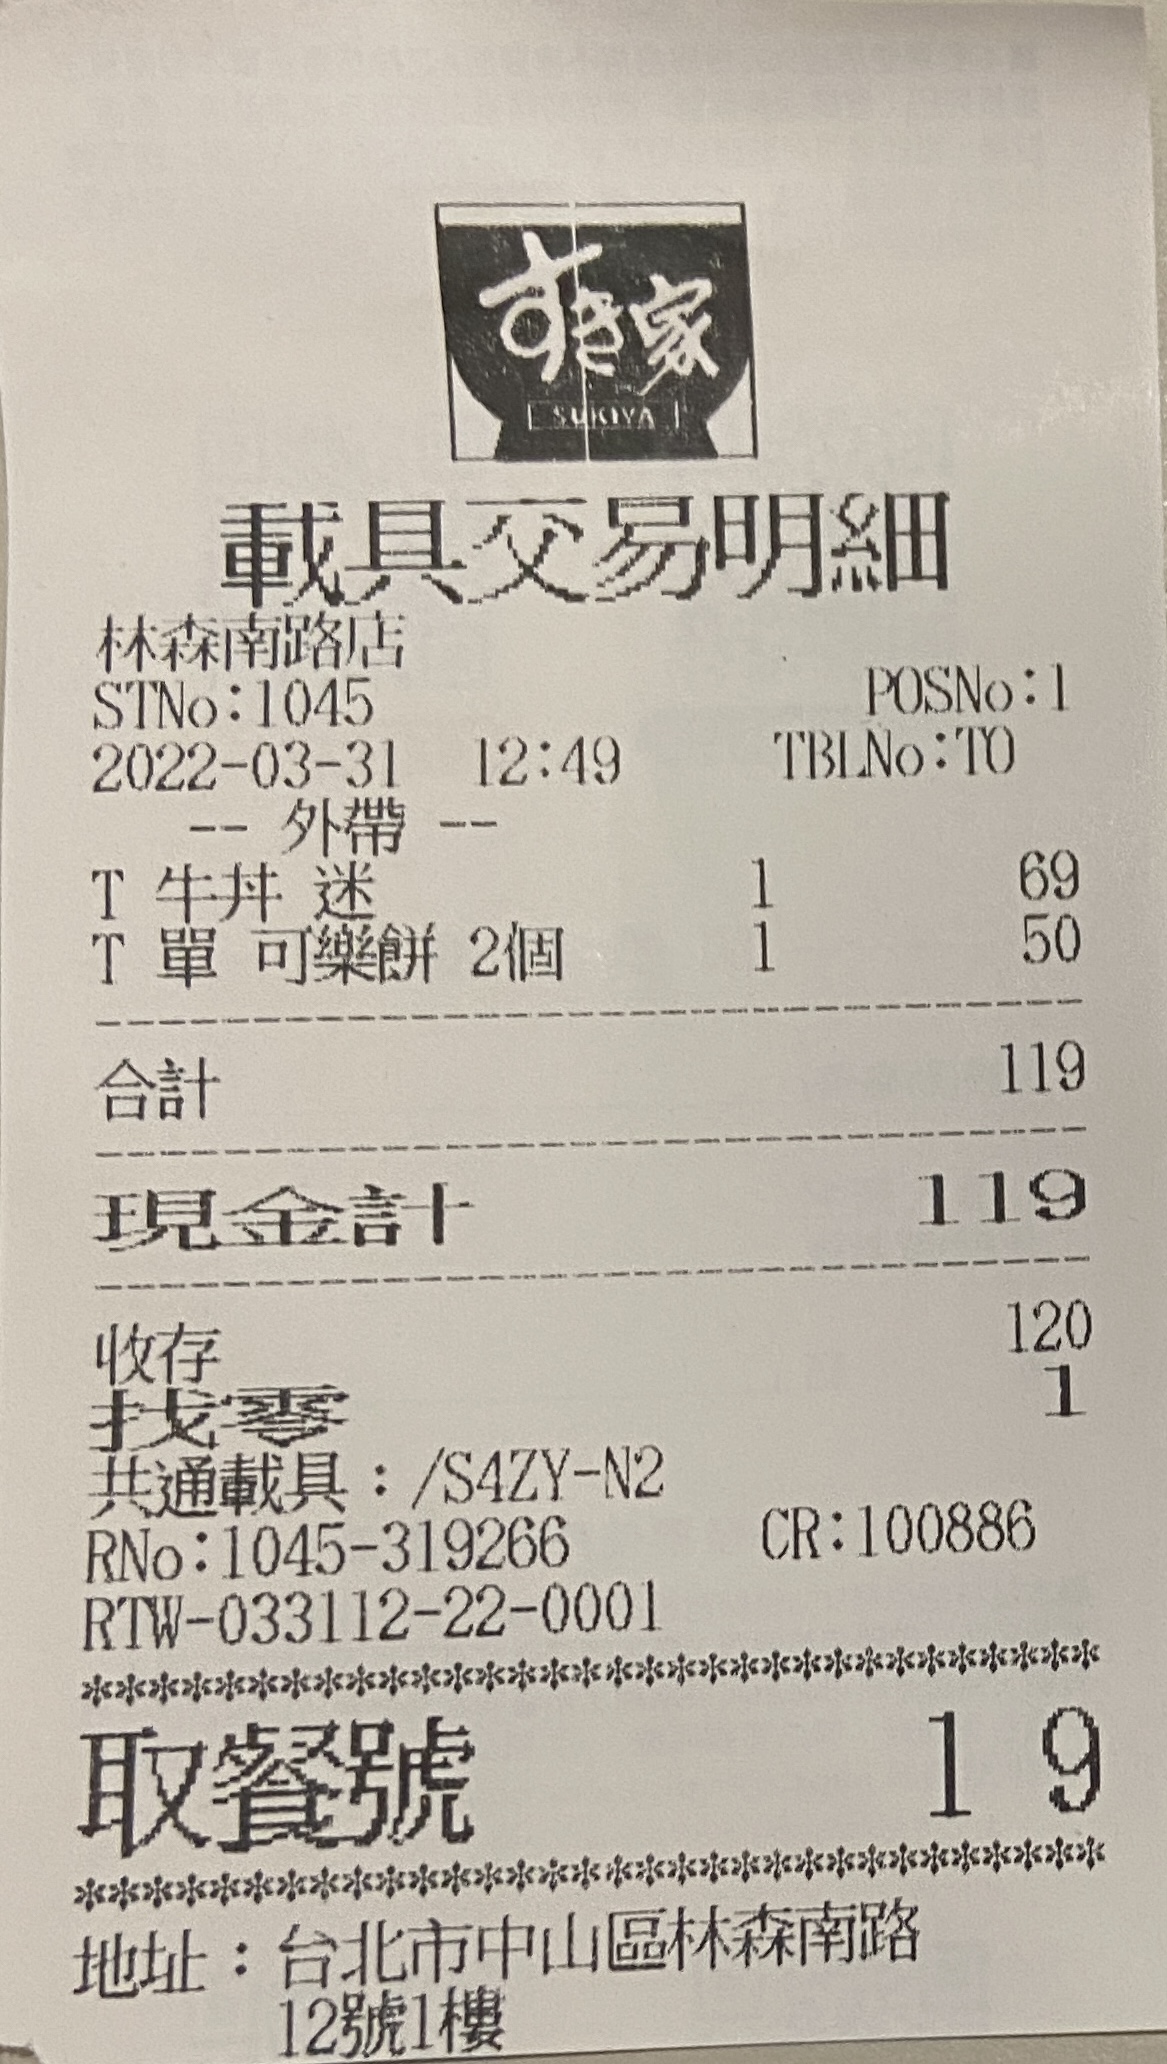 すき家
SUKIYA
載具交易明細
林森南路店
STNo:1045 POSNo:1
2022-03-31 12:49 TBLNo:TO
-- 外帶 --
T 牛丼 迷 1 69
T 單 可樂餅 2個 1 50
合計 119
現金計 119
收存 120
找零 1
共通載具：/S4ZY-N2
RNo:1045-319266 CR:100886
RTW-033112-22-0001
*********************************
取餐號 19
*********************************
地址：台北市中山區林森南路
12號1樓